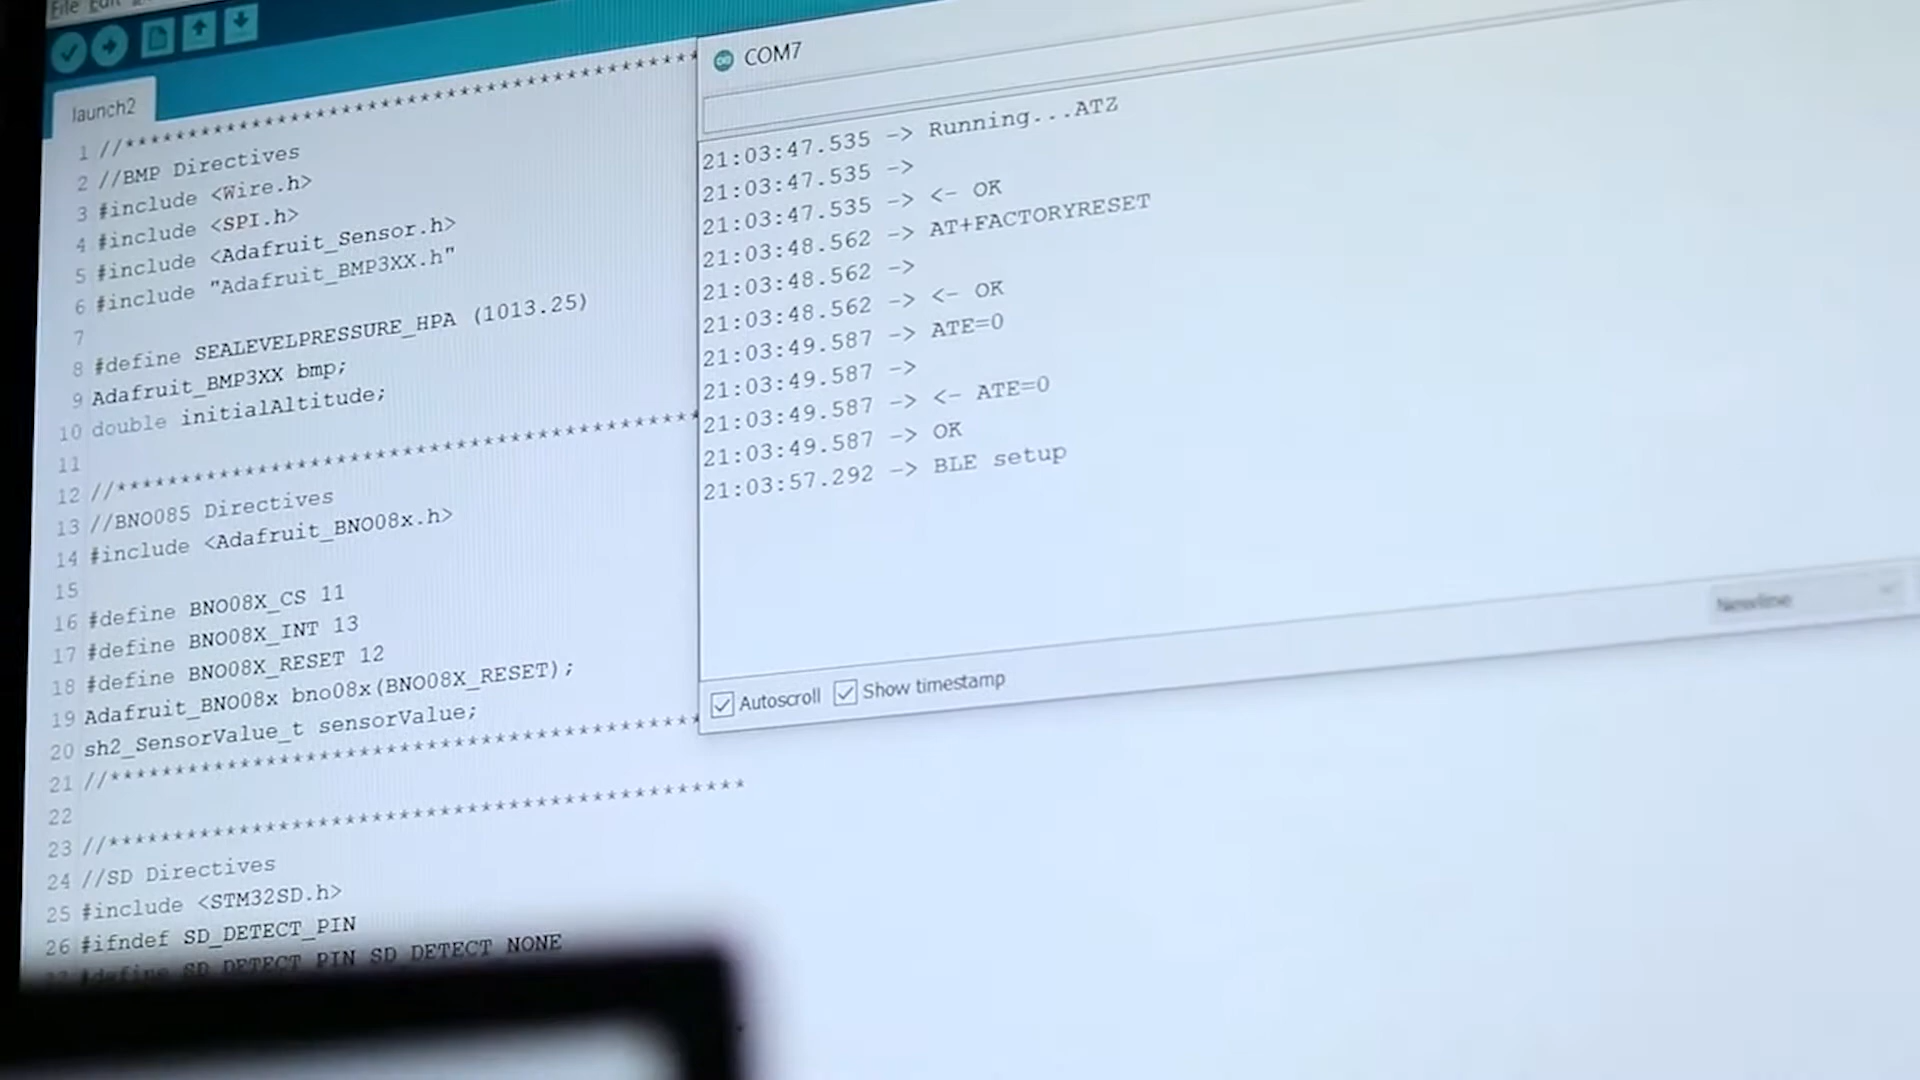 File Edit
launch2
1 //*************************************************
2 //BMP Directives
3 #include <Wire.h>
4 #include <SPI.h>
5 #include <Adafruit_Sensor.h>
6 #include "Adafruit_BMP3XX.h"
7
8 #define SEALEVELPRESSURE_HPA (1013.25)
9 Adafruit_BMP3XX bmp;
10 double initialAltitude;
11
12 //*************************************************
13 //BNO085 Directives
14 #include <Adafruit_BNO08x.h>
15
16 #define BNO08X_CS 11
17 #define BNO08X_INT 13
18 #define BNO08X_RESET 12
19 Adafruit_BNO08x bno08x(BNO08X_RESET);
20 sh2_SensorValue_t sensorValue;
21 //*************************************************
22
23 //*************************************************
24 //SD Directives
25 #include <STM32SD.h>
26 #ifndef SD_DETECT_PIN
#define SD_DETECT_PIN SD_DETECT_NONE
COM7
21:03:47.535 -> Running...ATZ
21:03:47.535 ->
21:03:47.535 -> <- OK
21:03:48.562 -> AT+FACTORYRESET
21:03:48.562 ->
21:03:48.562 -> <- OK
21:03:49.587 -> ATE=0
21:03:49.587 ->
21:03:49.587 -> <- ATE=0
21:03:49.587 -> OK
21:03:57.292 -> BLE setup
Newline
Autoscroll Show timestamp